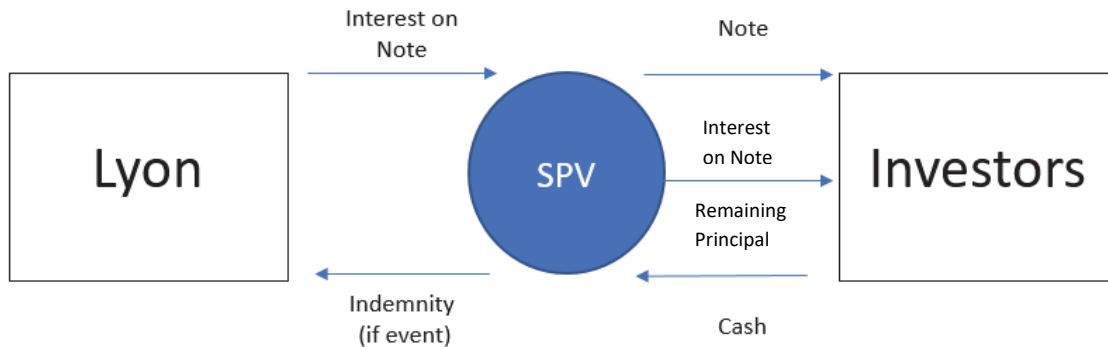 Interest on
Note
Note
Lyon
SPV
Interest
on Note
Investors
Remaining
Principal
Indemnity
(if event)
Cash